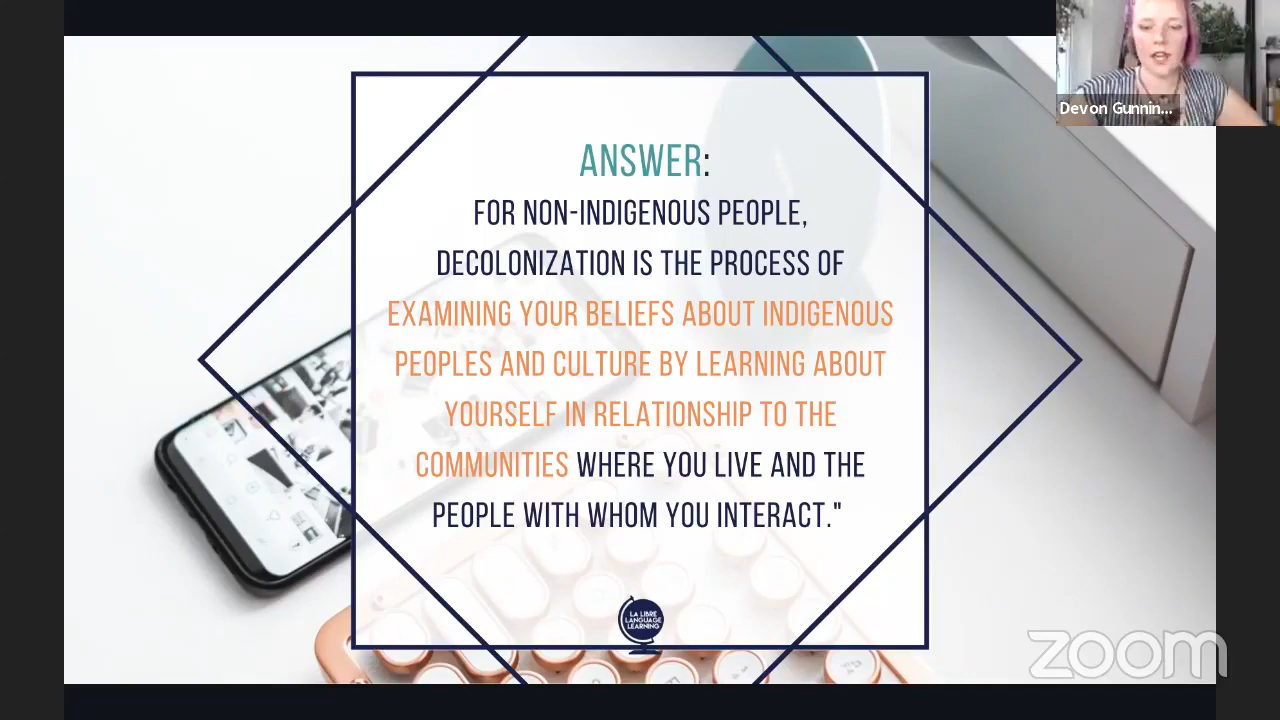 ANSWER:
FOR NON-INDIGENOUS PEOPLE,
DECOLONIZATION IS THE PROCESS OF
EXAMINING YOUR BELIEFS ABOUT INDIGENOUS
PEOPLES AND CULTURE BY LEARNING ABOUT
YOURSELF IN RELATIONSHIP TO THE
COMMUNITIES WHERE YOU LIVE AND THE
PEOPLE WITH WHOM YOU INTERACT."
LA LIBRE
LANGUAGE
LEARNING
Devon Gunnin...
zoom